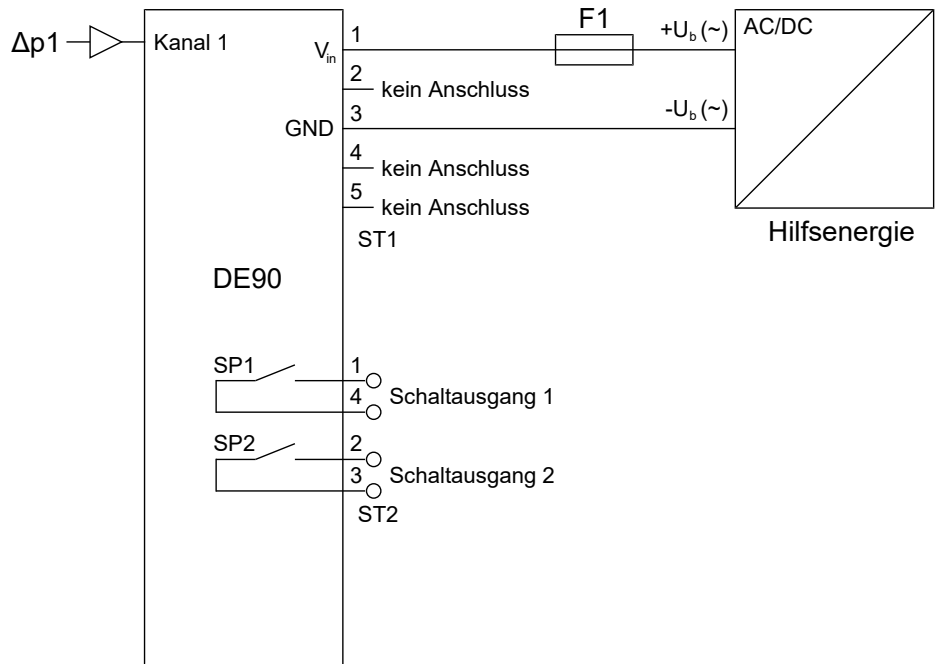 Δp1
Kanal 1
Vin
1
F1
+Ub (~)
AC/DC
2
kein Anschluss
GND
3
-Ub (~)
4
kein Anschluss
5
kein Anschluss
ST1
Hilfsenergie
DE90
SP1
1
4
Schaltausgang 1
SP2
2
3
Schaltausgang 2
ST2